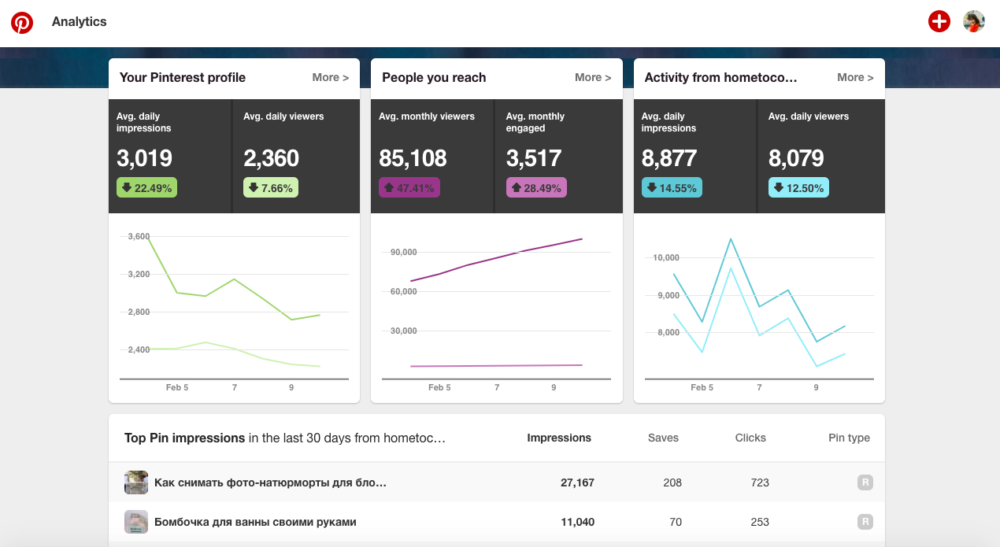 Analytics
Your Pinterest profile
More >
Avg. daily
impressions
3,019
22.49%
Avg. daily viewers
2,360
7.66%
3,600
3,200
2,800
2,400
Feb 5
7
9
People you reach
More >
Avg. monthly viewers
85,108
47.41%
Avg. monthly
engaged
3,517
28.49%
90,000
60,000
30,000
Feb 5
7
9
Activity from hometoco…
More >
Avg. daily
impressions
8,877
14.55%
Avg. daily viewers
8,079
12.50%
10,000
9,000
8,000
Feb 5
7
9
Top Pin impressions in the last 30 days from hometoc… Impressions Saves Clicks Pin type
Как снимать фото-натюрморты для бло… 27,167 208 723 R
Бомбочка для ванны своими руками 11,040 70 253 R